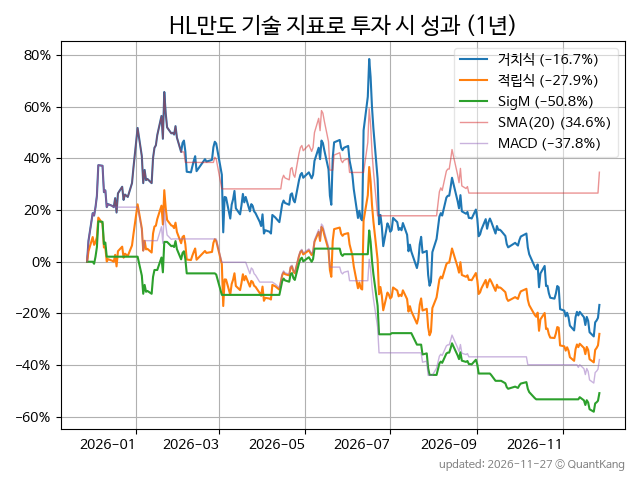 HL만도 기술 지표로 투자 시 성과 (1년)
80%
60%
40%
20%
0%
−20%
−40%
−60%
거치식 (−16.7%)
적립식 (−27.9%)
SigM (−50.8%)
SMA(20) (34.6%)
MACD (−37.8%)
2026-01
2026-03
2026-05
2026-07
2026-09
2026-11
updated: 2026-11-27 © QuantKang